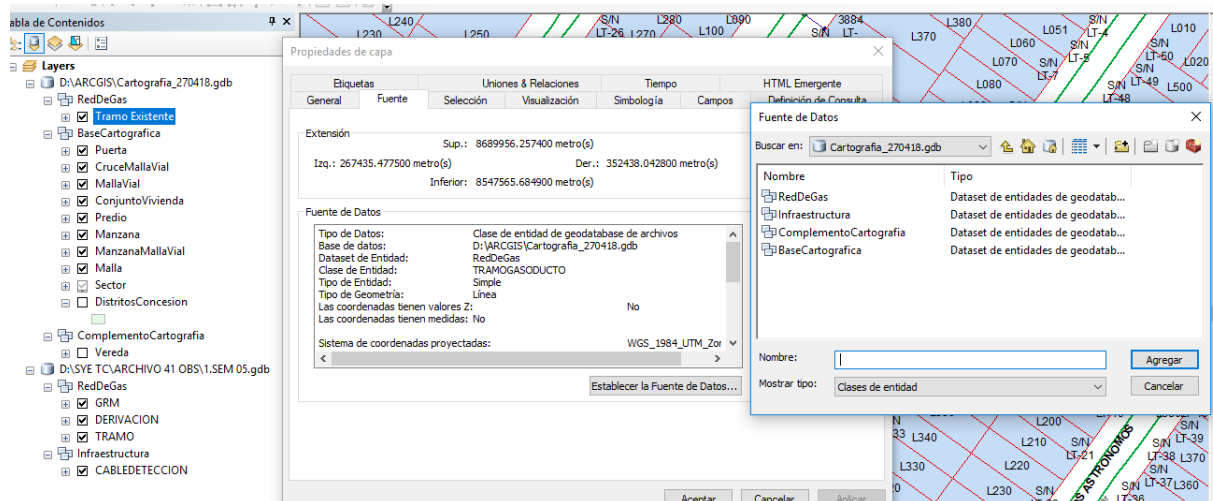 abla de Contenidos
Layers
D:\ARCGIS\Cartografia_270418.gdb
RedDeGas
Tramo Existente
BaseCartografica
Puerta
CruceMallaVial
MallaVial
ConjuntoVivienda
Predio
Manzana
ManzanaMallaVial
Malla
Sector
DistritosConcesion
ComplementoCartografia
Vereda
D:\SYE TC\ARCHIVO 41 OBS\1.SEM 05.gdb
RedDeGas
GRM
DERIVACION
TRAMO
Infraestructura
CABLEDETECCION
L240 S/N L280 L090 3884
L230 L250 LT-26 L270 L100 S/N LT-
Propiedades de capa
Etiquetas Uniones & Relaciones Tiempo HTML Emergente
General Fuente Selección Visualización Simbología Campos Definición de Consulta
Extensión
Sup.: 8689956.257400 metro(s)
Izq.: 267435.477500 metro(s) Der.: 352438.042800 metro(s)
Inferior: 8547565.684900 metro(s)
Fuente de Datos
Tipo de Datos: Clase de entidad de geodatabase de archivos
Base de datos: D:\ARCGIS\Cartografia_270418.gdb
Dataset de Entidad: RedDeGas
Clase de Entidad: TRAMOGASODUCTO
Tipo de Entidad: Simple
Tipo de Geometría: Línea
Las coordenadas tienen valores Z: No
Las coordenadas tienen medidas: No
Sistema de coordenadas proyectadas: WGS_1984_UTM_Zor
Establecer la Fuente de Datos...
Aceptar Cancelar Aplicar
L380 S/N L010
L370 L051 LT-4
L060 S/N S/N
L070 S/N LT-5 LT-50 L020
LT-7 S/N
L080 S/N LT-49 L500
LT-48
Fuente de Datos
Buscar en: Cartografia_270418.gdb
Nombre Tipo
RedDeGas Dataset de entidades de geodatab...
Infraestructura Dataset de entidades de geodatab...
ComplementoCartografia Dataset de entidades de geodatab...
BaseCartografica Dataset de entidades de geodatab...
Nombre: Agregar
Mostrar tipo: Clases de entidad Cancelar
L200 S/N
33 L340 L210 S/N S/N LT-39
LT-21 LT-38 L370
L330 L220 S/N
S/N LT-37 L360
L230 S/N LT-36
S ASTRONOMOS